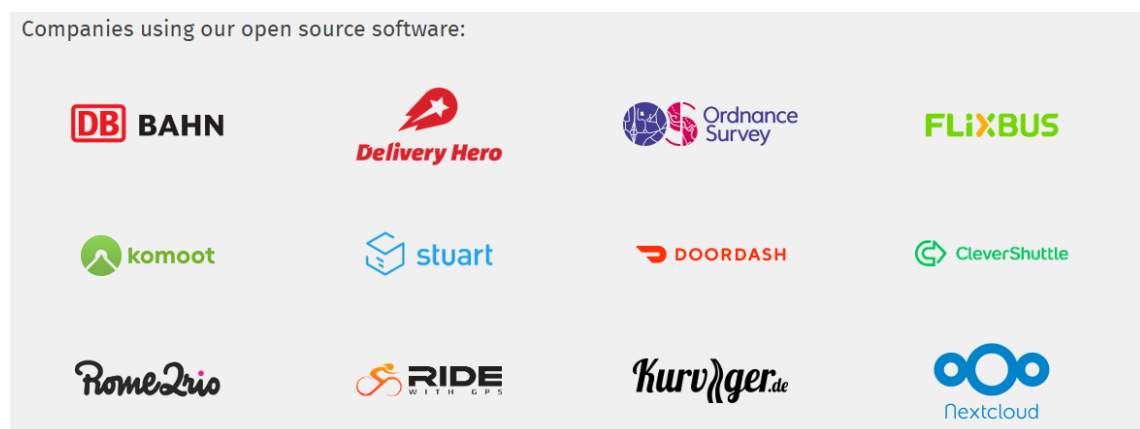 Companies using our open source software:
DB BAHN
Delivery Hero
Ordnance
Survey
FLiXBUS
komoot
stuart
DOORDASH
CleverShuttle
Rome2rio
RIDE
WITH GPS
Kurviger.de
Nextcloud